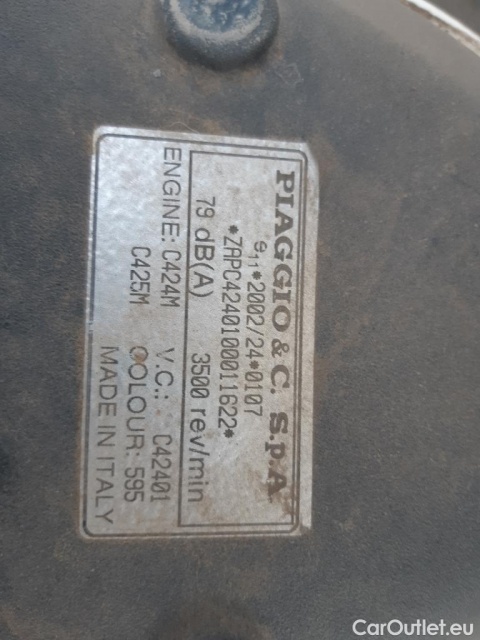 PIAGGIO & C. S.p.A.
e11*2002/24*0107
*ZAPC4240100011622*
79 dB(A) 3500 rev/min
ENGINE: C424M V.C.: C42401
C425M COLOUR: 595
MADE IN ITALY
CarOutlet.eu